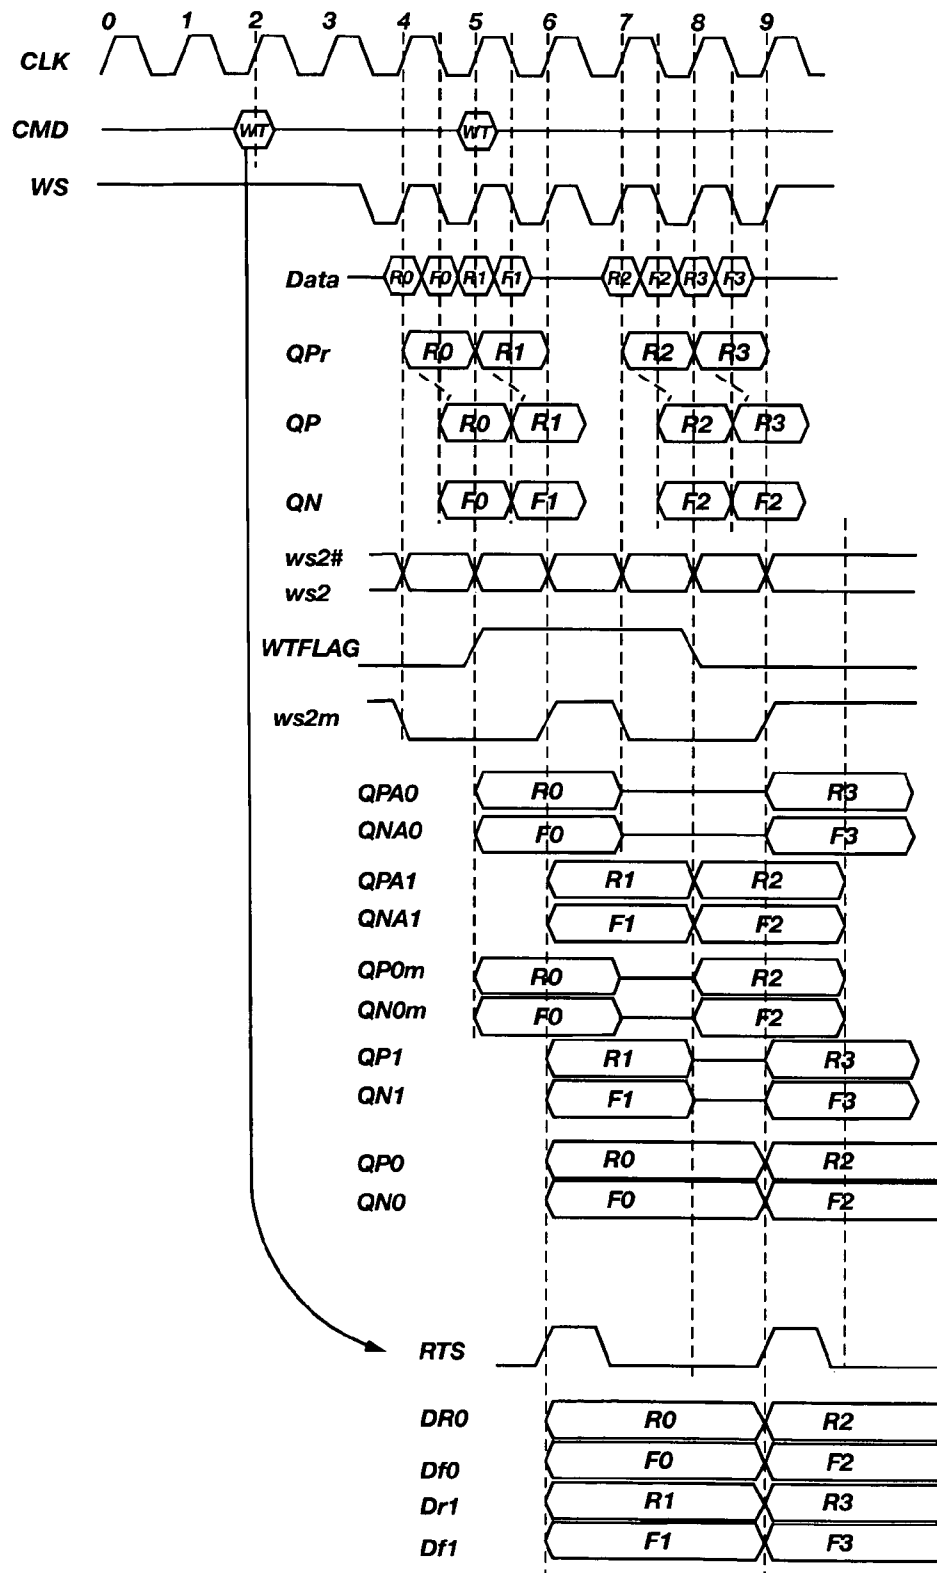 0 1 2 3 4 5 6 7 8 9
CLK
CMD WT WT
WS
Data R0 F0 R1 F1 R2 F2 R3 F3
QPr R0 R1 R2 R3
QP R0 R1 R2 R3
QN F0 F1 F2 F2
ws2#
ws2
WTFLAG
ws2m
QPA0 R0 R3
QNA0 F0 F3
QPA1 R1 R2
QNA1 F1 F2
QP0m R0 R2
QN0m F0 F2
QP1 R1 R3
QN1 F1 F3
QP0 R0 R2
QN0 F0 F2
RTS
DR0 R0 R2
Df0 F0 F2
Dr1 R1 R3
Df1 F1 F3